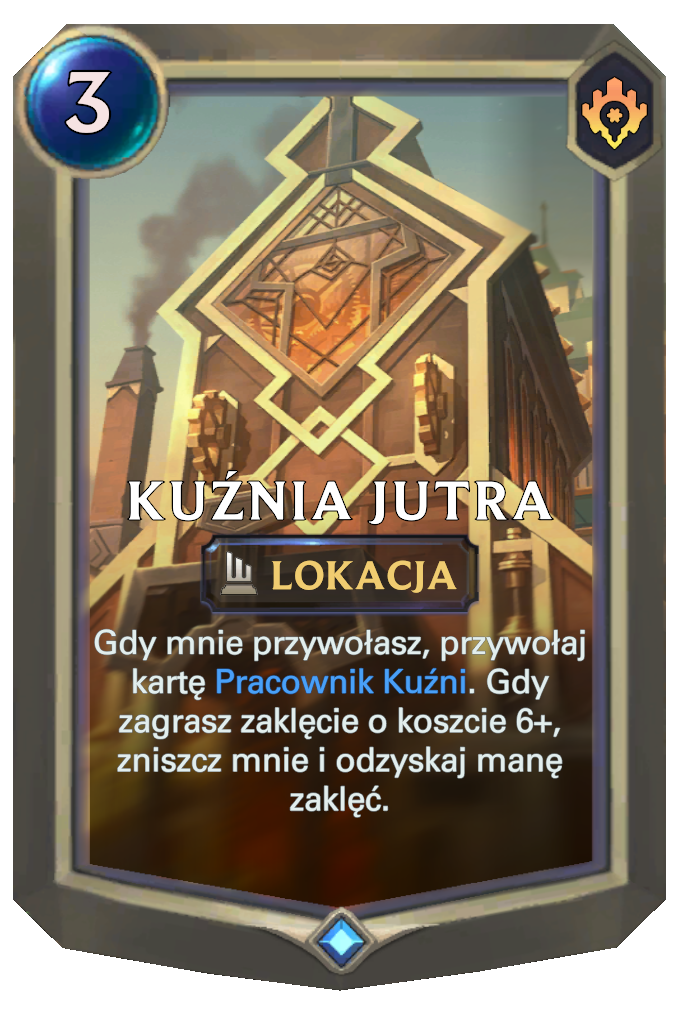 3
KUŹNIA JUTRA
LOKACJA
Gdy mnie przywołasz, przywołaj
kartę Pracownik Kuźni. Gdy
zagrasz zaklęcie o koszcie 6+,
zniszcz mnie i odzyskaj manę
zaklęć.